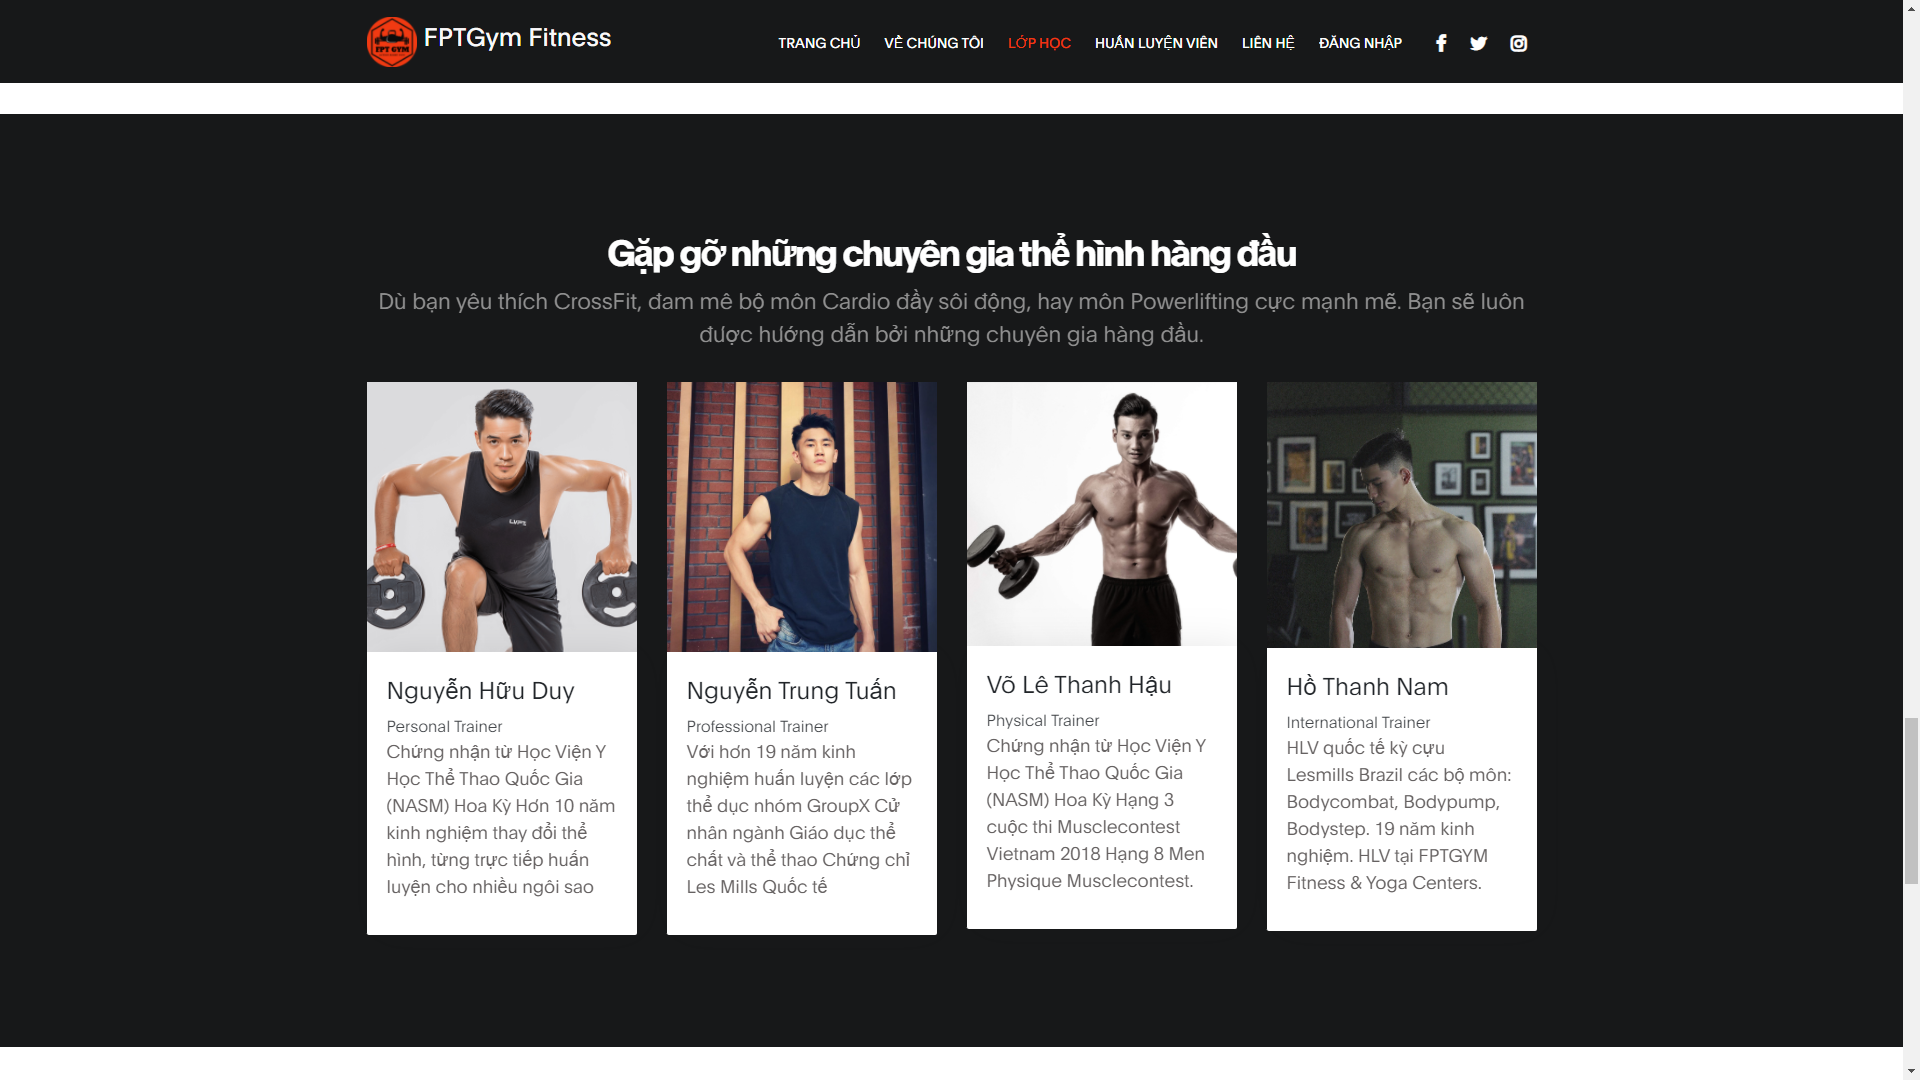 FPTGym Fitness
TRANG CHỦ VỀ CHÚNG TÔI LỚP HỌC HUẤN LUYỆN VIÊN LIÊN HỆ ĐĂNG NHẬP
FPT GYM
Gặp gỡ những chuyên gia thể hình hàng đầu
Dù bạn yêu thích CrossFit, đam mê bộ môn Cardio đầy sôi động, hay môn Powerlifting cực mạnh mẽ. Bạn sẽ luôn
được hướng dẫn bởi những chuyên gia hàng đầu.
Nguyễn Hữu Duy
Personal Trainer
Chứng nhận từ Học Viện Y
Học Thể Thao Quốc Gia
(NASM) Hoa Kỳ Hơn 10 năm
kinh nghiệm thay đổi thể
hình, từng trực tiếp huấn
luyện cho nhiều ngôi sao
Nguyễn Trung Tuấn
Professional Trainer
Với hơn 19 năm kinh
nghiệm huấn luyện các lớp
thể dục nhóm GroupX Cử
nhân ngành Giáo dục thể
chất và thể thao Chứng chỉ
Les Mills Quốc tế
Võ Lê Thanh Hậu
Physical Trainer
Chứng nhận từ Học Viện Y
Học Thể Thao Quốc Gia
(NASM) Hoa Kỳ Hạng 3
cuộc thi Musclecontest
Vietnam 2018 Hạng 8 Men
Physique Musclecontest.
Hồ Thanh Nam
International Trainer
HLV quốc tế kỳ cựu
Lesmills Brazil các bộ môn:
Bodycombat, Bodypump,
Bodystep. 19 năm kinh
nghiệm. HLV tại FPTGYM
Fitness & Yoga Centers.